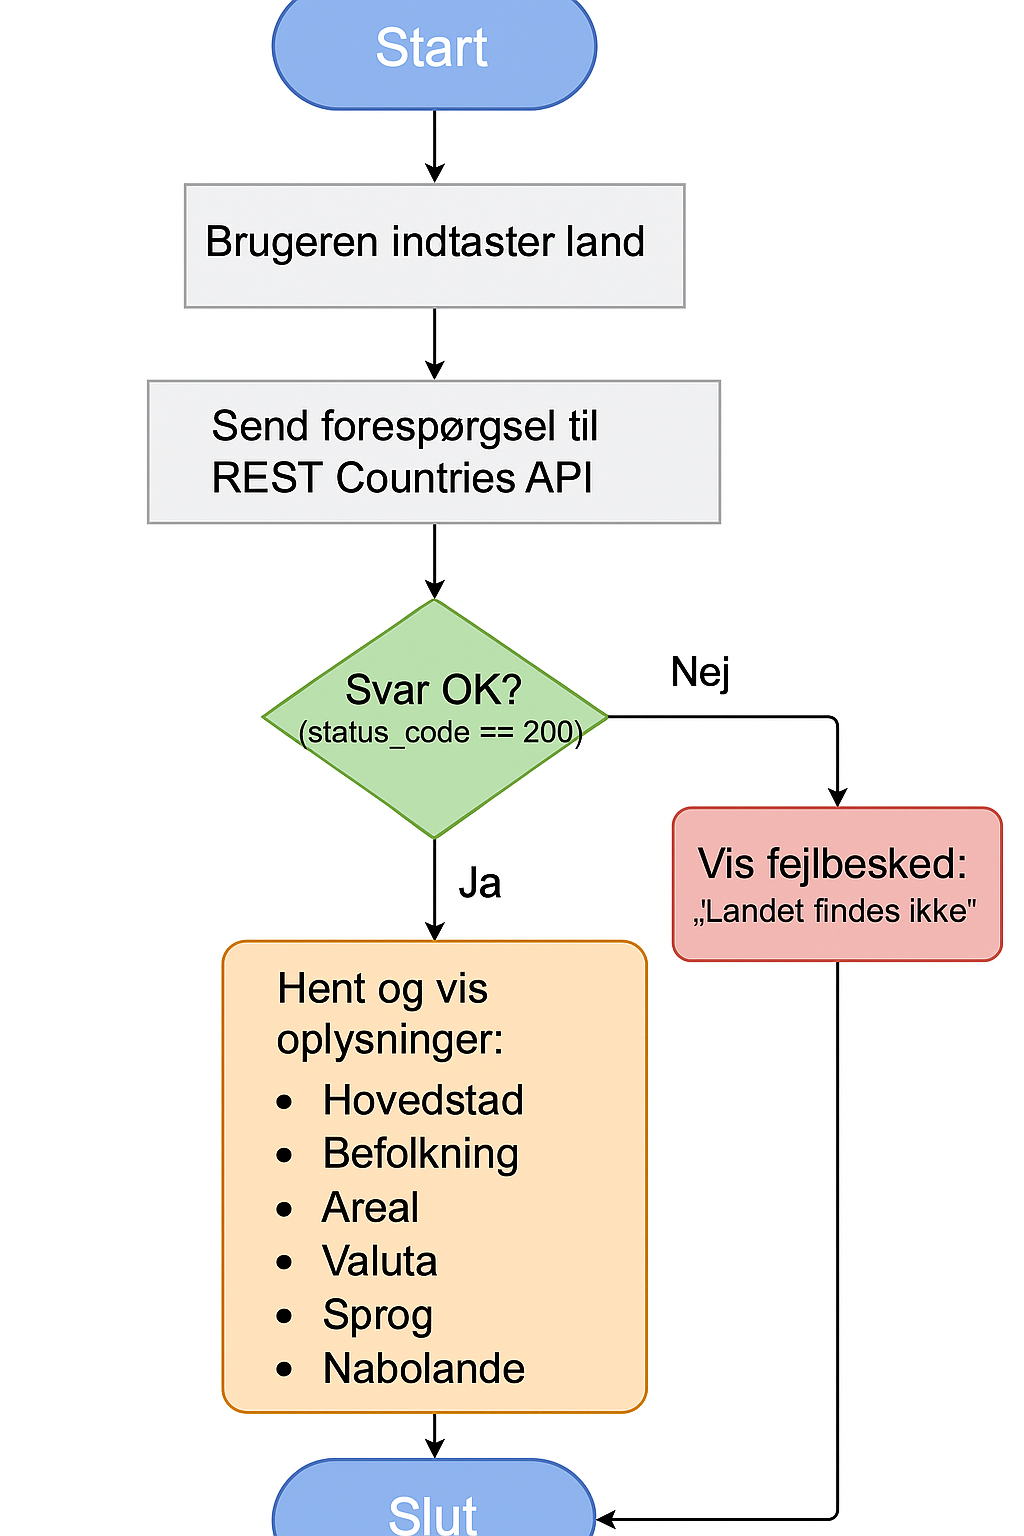 Start
Brugeren indtaster land
Send forespørgsel til
REST Countries API
Svar OK?
(status_code == 200)
Nej
Ja
Vis fejlbesked:
„'Landet findes ikke"
Hent og vis
oplysninger:
• Hovedstad
• Befolkning
• Areal
• Valuta
• Sprog
• Nabolande
Slut